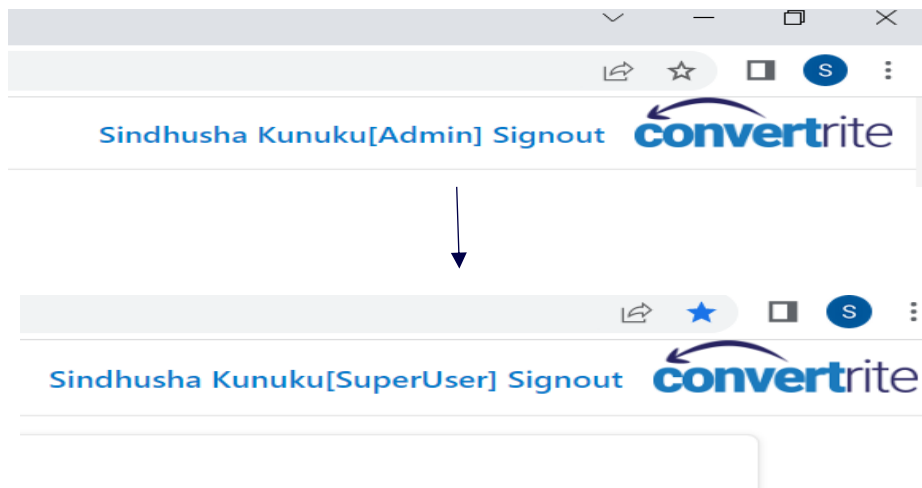 S
Sindhusha Kunuku[Admin] Signout convertrite
S
Sindhusha Kunuku[SuperUser] Signout convertrite